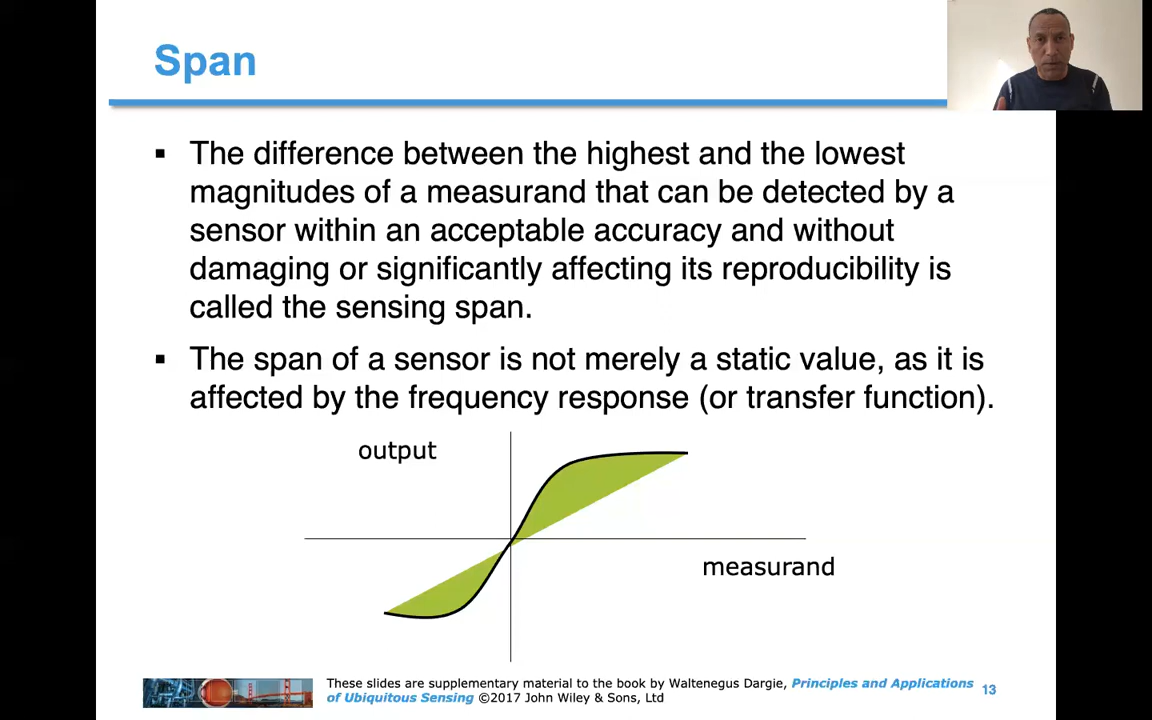 Span
▪ The difference between the highest and the lowest
magnitudes of a measurand that can be detected by a
sensor within an acceptable accuracy and without
damaging or significantly affecting its reproducibility is
called the sensing span.
▪ The span of a sensor is not merely a static value, as it is
affected by the frequency response (or transfer function).
output
measurand
These slides are supplementary material to the book by Waltenegus Dargie, Principles and Applications
of Ubiquitous Sensing ©2017 John Wiley & Sons, Ltd
13